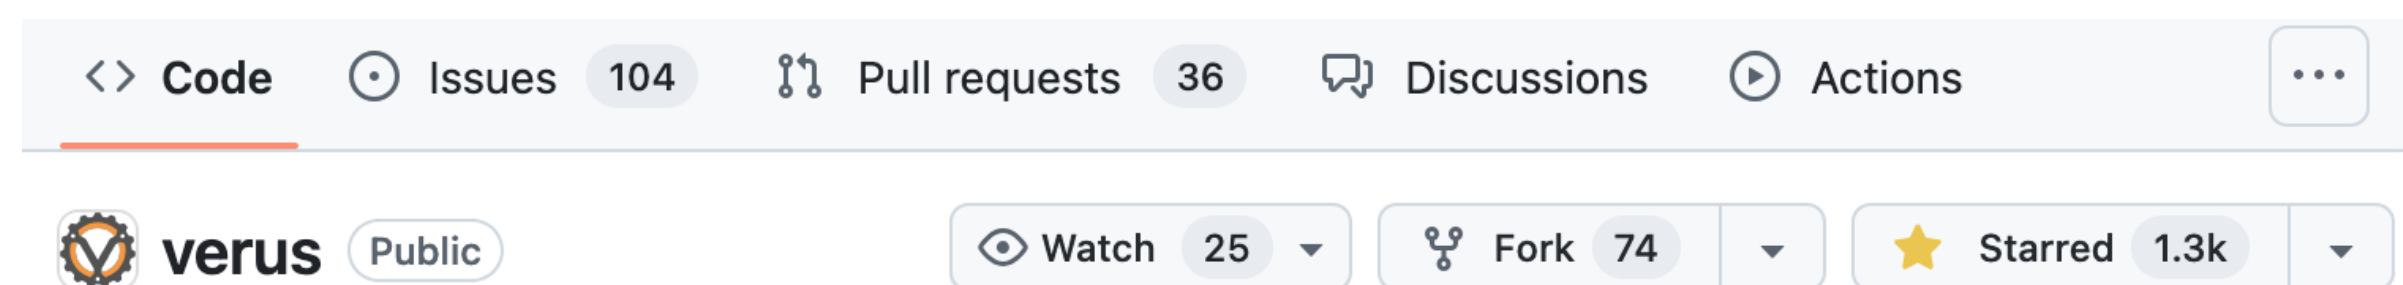 Code Issues 104 Pull requests 36 Discussions Actions
verus Public Watch 25 Fork 74 Starred 1.3k